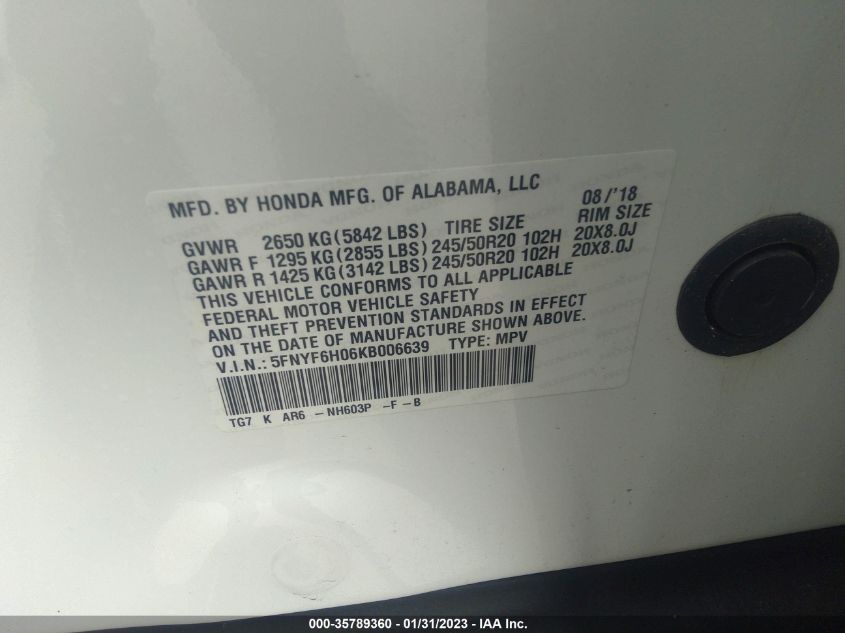 MFD. BY HONDA MFG. OF ALABAMA, LLC 08/'18
GVWR 2650 KG(5842 LBS) TIRE SIZE RIM SIZE
GAWR F 1295 KG(2855 LBS) 245/50R20 102H 20X8.0J
GAWR R 1425 KG(3142 LBS) 245/50R20 102H 20X8.0J
THIS VEHICLE CONFORMS TO ALL APPLICABLE
FEDERAL MOTOR VEHICLE SAFETY
AND THEFT PREVENTION STANDARDS IN EFFECT
ON THE DATE OF MANUFACTURE SHOWN ABOVE.
V.I.N.: 5FNYF6H06KB006639 TYPE: MPV
TG7 K AR6 -NH603P -F-B
000-35789360 - 01/31/2023 - IAA Inc.